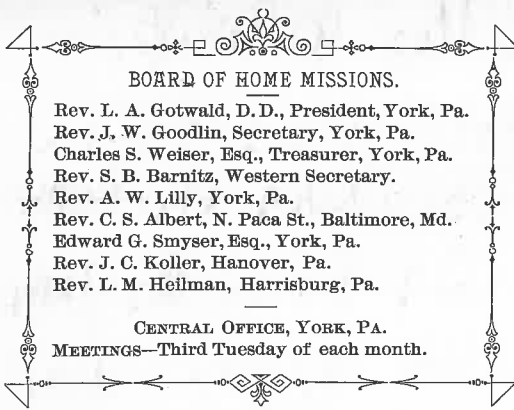 BOARD OF HOME MISSIONS.
Rev. L. A. Gotwald, D. D., President, York, Pa.
Rev. J. W. Goodlin, Secretary, York, Pa.
Charles S. Weiser, Esq., Treasurer, York, Pa.
Rev. S. B. Barnitz, Western Secretary.
Rev. A. W. Lilly, York, Pa.
Rev. C. S. Albert, N. Paca St., Baltimore, Md.
Edward G. Smyser, Esq., York, Pa.
Rev. J. C. Koller, Hanover, Pa.
Rev. L. M. Heilman, Harrisburg, Pa.
CENTRAL OFFICE, YORK, PA.
MEETINGS—Third Tuesday of each month.